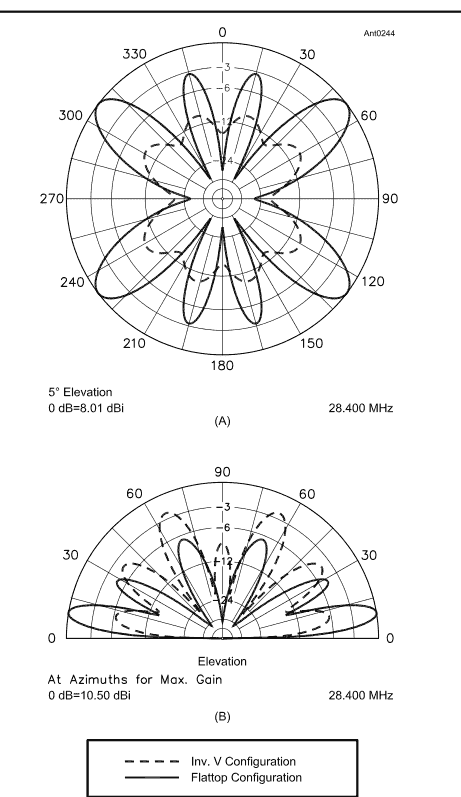 Ant0244
0
330
30
−3
−6
300
60
−12
−24
270
90
240
120
210
150
180
5° Elevation
0 dB=8.01 dBi
28.400 MHz
(A)
90
60
60
−3
−6
30
30
−12
−24
0
0
Elevation
At Azimuths for Max. Gain
0 dB=10.50 dBi
28.400 MHz
(B)
Inv. V Configuration
Flattop Configuration